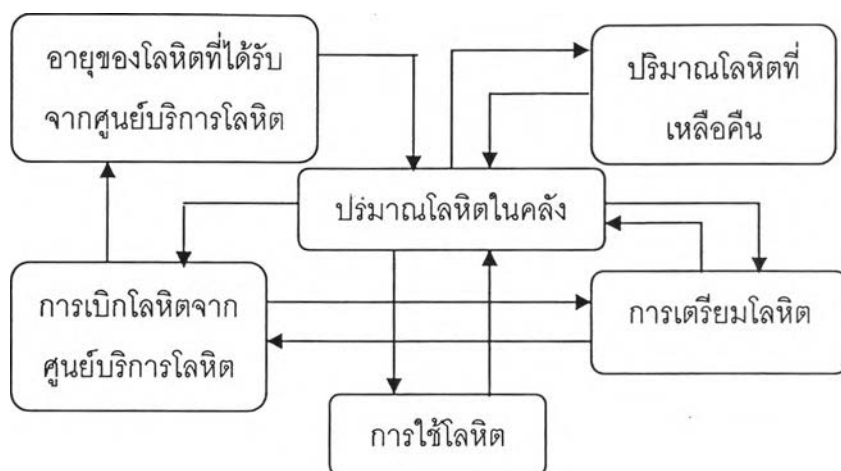 อายุของโลหิตที่ได้รับ
จากศูนย์บริการโลหิต
ปริมาณโลหิตที่
เหลือคืน
ปริมาณโลหิตในคลัง
การเบิกโลหิตจาก
ศูนย์บริการโลหิต
การเตรียมโลหิต
การใช้โลหิต